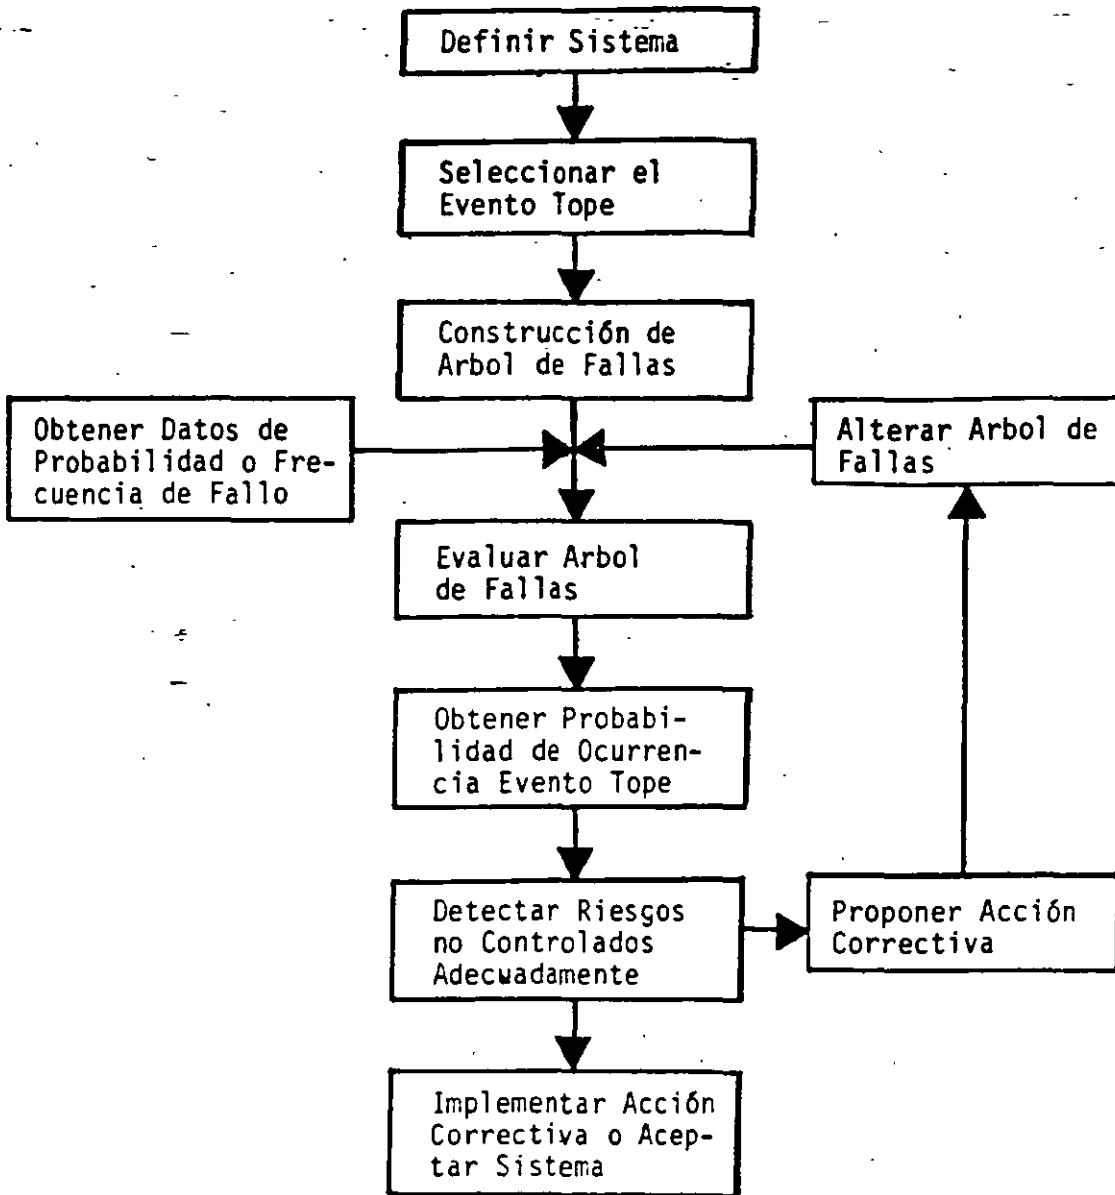 Definir Sistema
Seleccionar el
Evento Tope
Construcción de
Arbol de Fallas
Obtener Datos de
Probabilidad o Fre-
cuencia de Fallo
Alterar Arbol de
Fallas
Evaluar Arbol
de Fallas
Obtener Probabi-
lidad de Ocurren-
cia Evento Tope
Detectar Riesgos
no Controlados
Adecuadamente
Proponer Acción
Correctiva
Implementar Acción
Correctiva o Acep-
tar Sistema